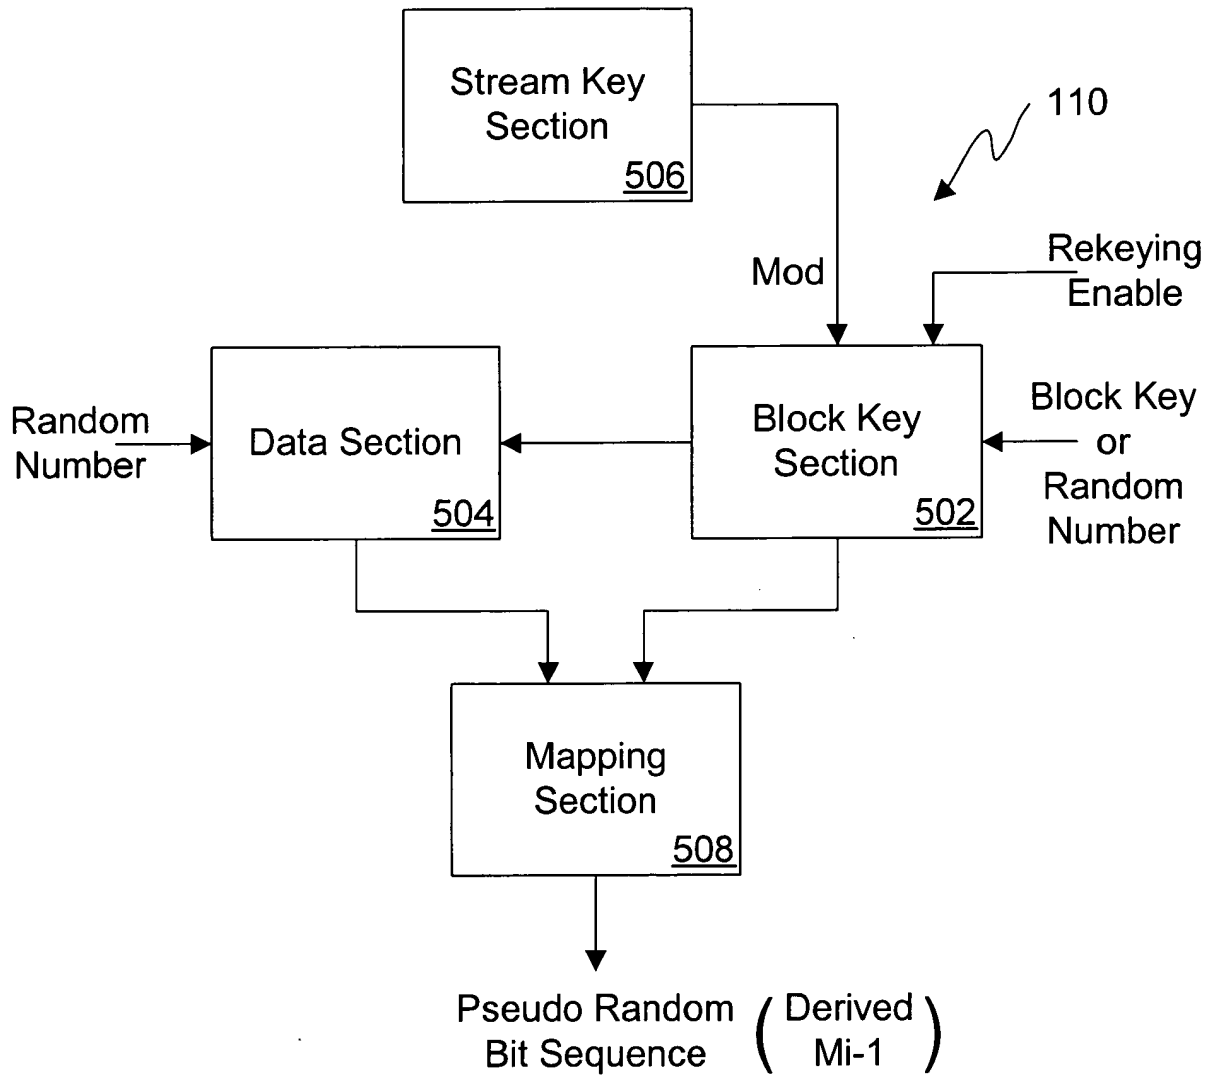 Stream Key
Section
506
110
Mod
Rekeying
Enable
Random
Number
Data Section
504
Block Key
Section
502
Block Key
or
Random
Number
Mapping
Section
508
Pseudo Random
Bit Sequence
( Derived
Mi-1 )